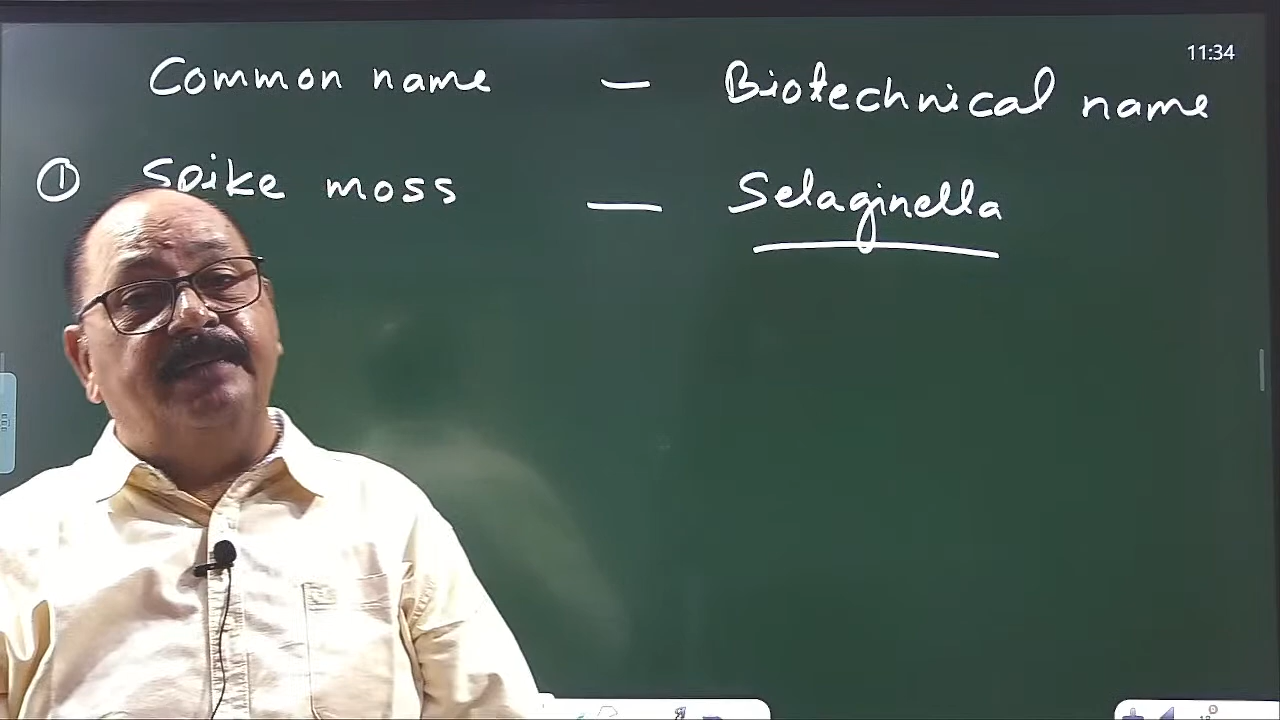 11:34
Common name — Biotechnical name
① Spike moss — Selaginella